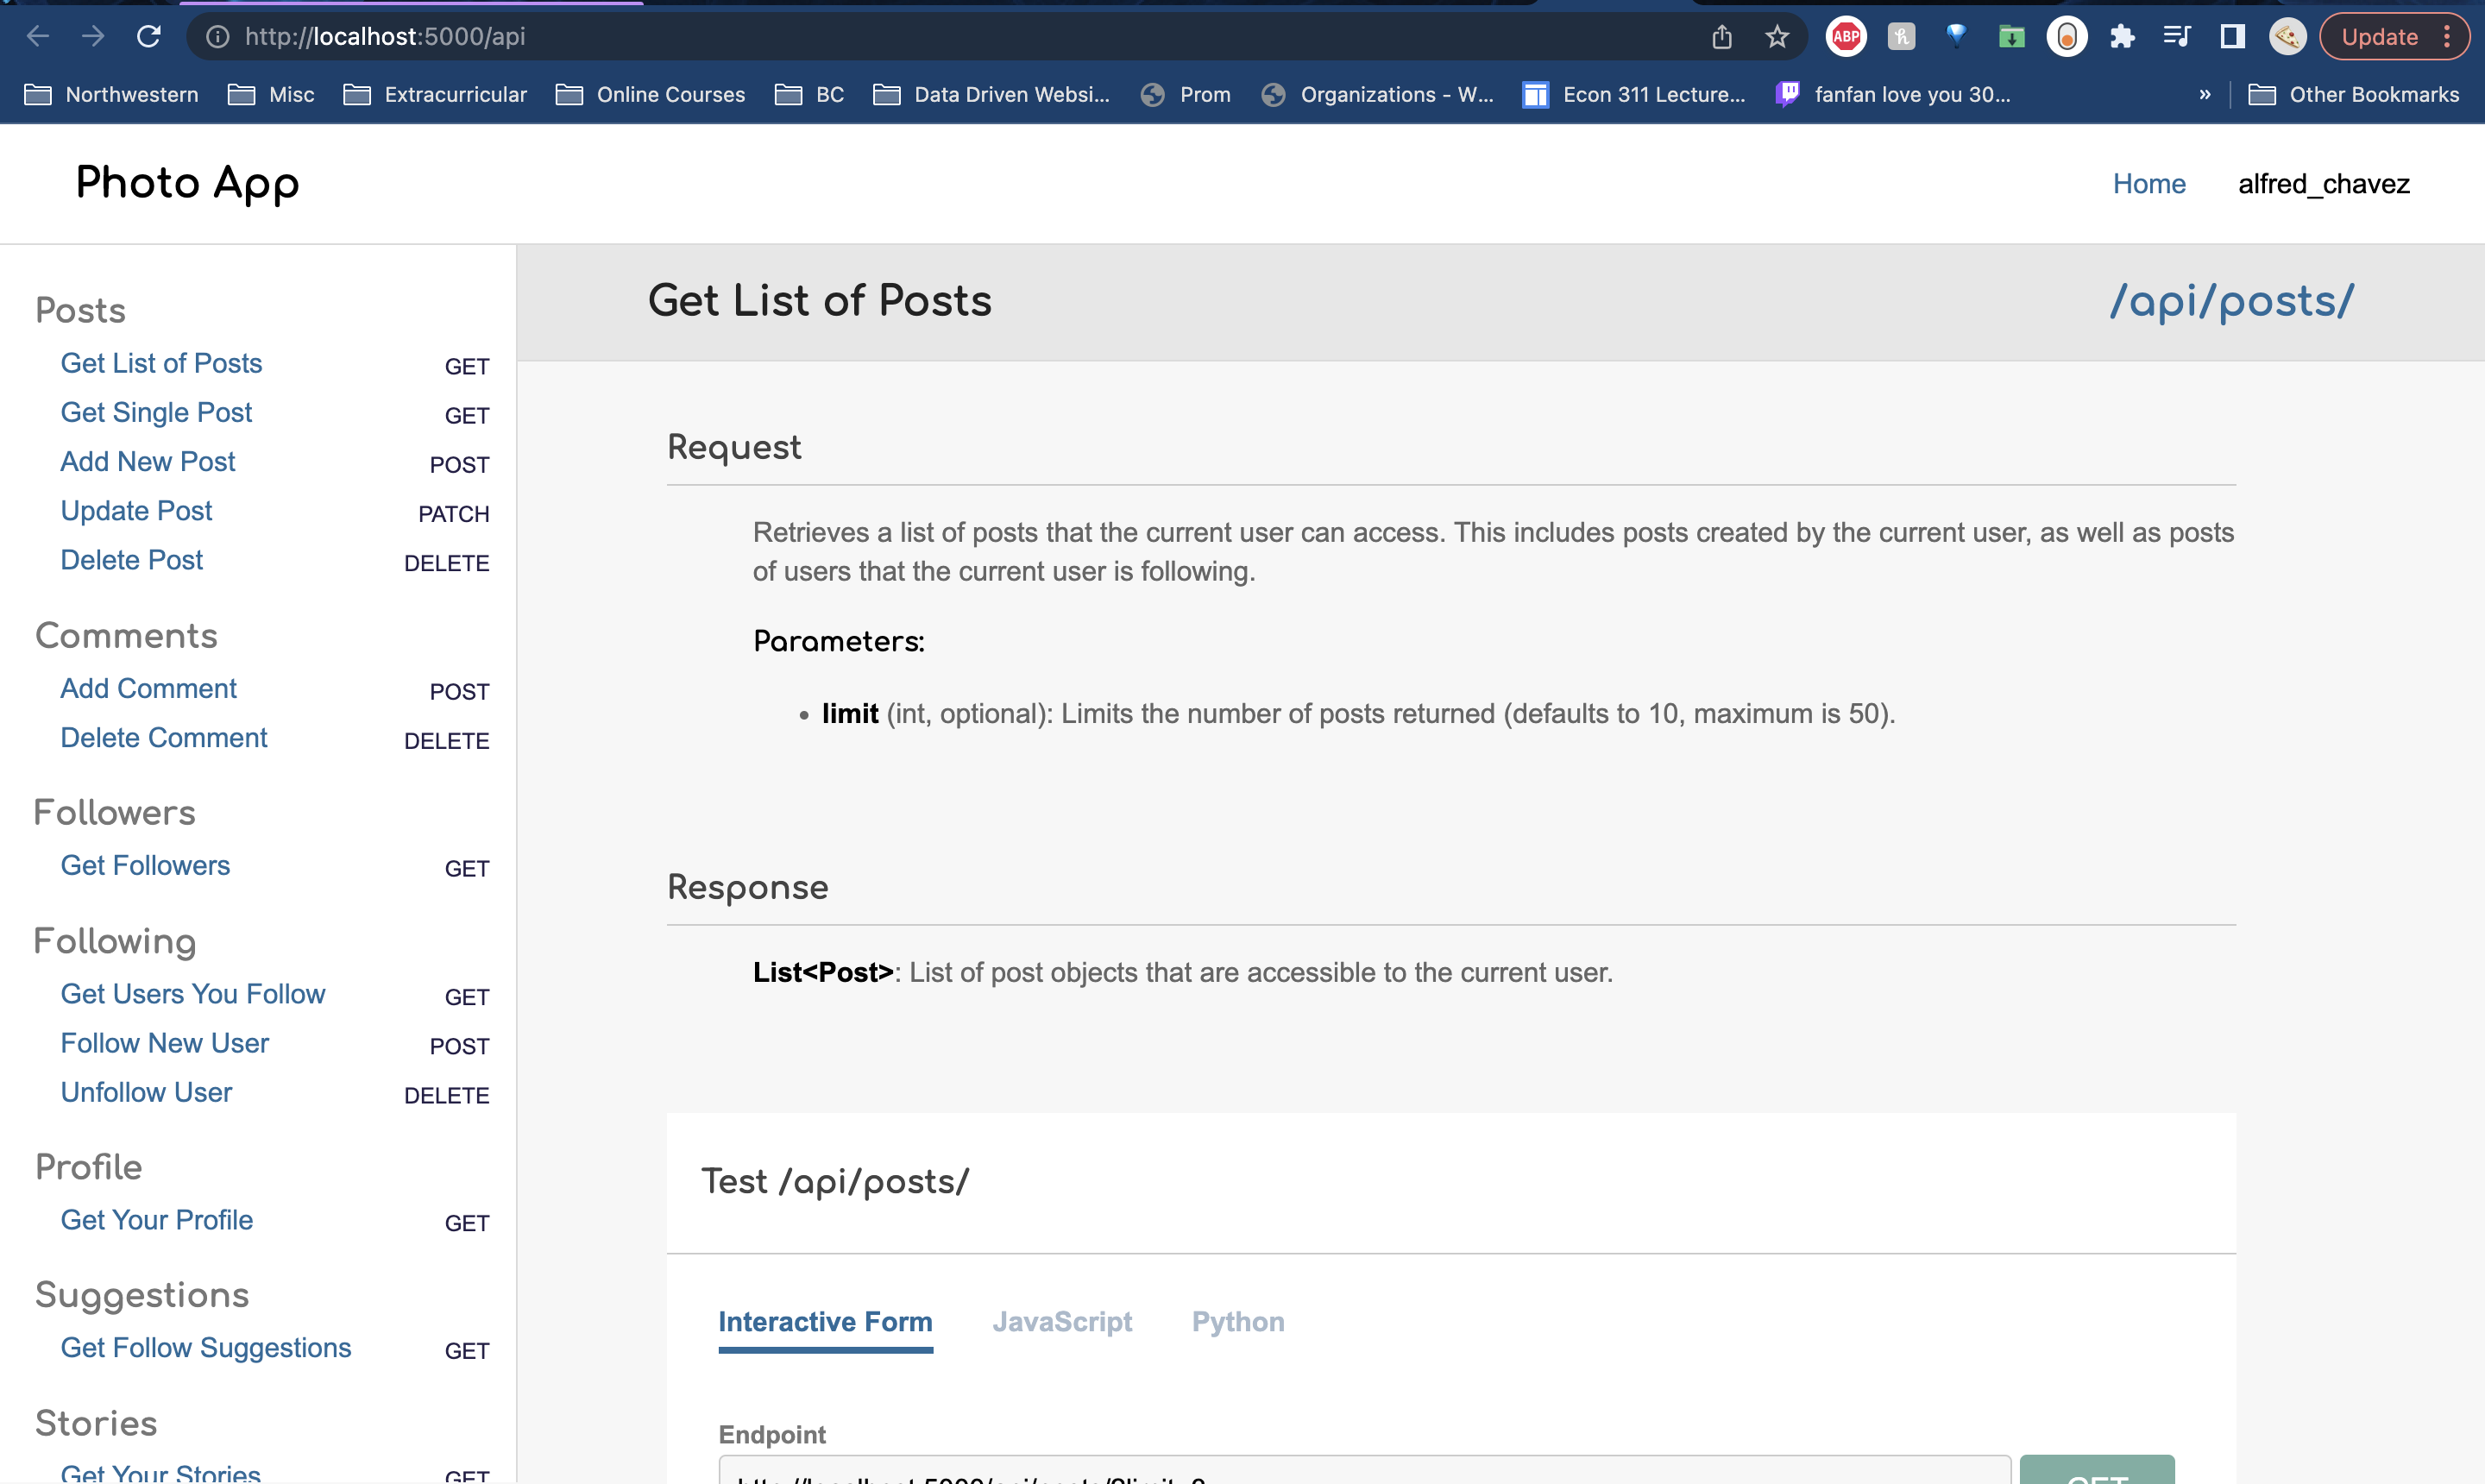 http://localhost:5000/api
ABP
Update
Northwestern
Misc
Extracurricular
Online Courses
BC
Data Driven Websi...
Prom
Organizations - W...
Econ 311 Lecture...
fanfan love you 30...
»
Other Bookmarks
Photo App
Home
alfred_chavez
Posts
Get List of Posts GET
Get Single Post GET
Add New Post POST
Update Post PATCH
Delete Post DELETE
Comments
Add Comment POST
Delete Comment DELETE
Followers
Get Followers GET
Following
Get Users You Follow GET
Follow New User POST
Unfollow User DELETE
Profile
Get Your Profile GET
Suggestions
Get Follow Suggestions GET
Stories
Get Your Stories GET
Get List of Posts
/api/posts/
Request
Retrieves a list of posts that the current user can access. This includes posts created by the current user, as well as posts
of users that the current user is following.
Parameters:
• limit (int, optional): Limits the number of posts returned (defaults to 10, maximum is 50).
Response
List<Post>: List of post objects that are accessible to the current user.
Test /api/posts/
Interactive Form
JavaScript
Python
Endpoint
GET